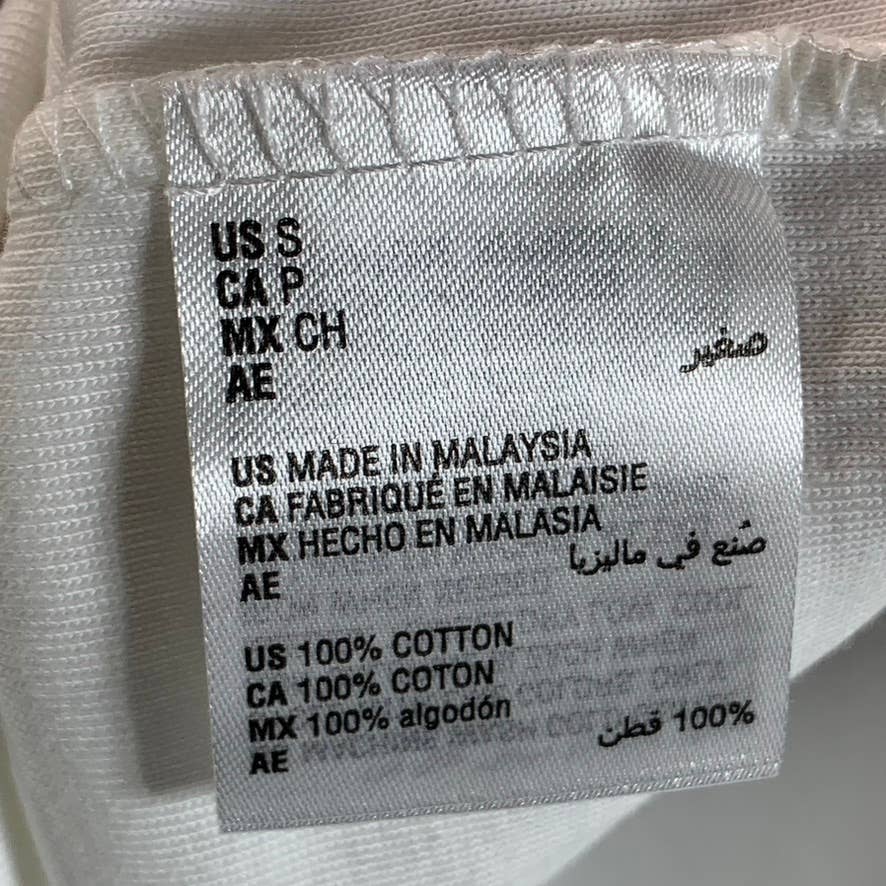 US S
CA P
MX CH
AE صغير
US MADE IN MALAYSIA
CA FABRIQUÉ EN MALAISIE
MX HECHO EN MALASIA
AE صُنع في ماليزيا
US 100% COTTON
CA 100% COTON
MX 100% algodón
AE 100% قطن